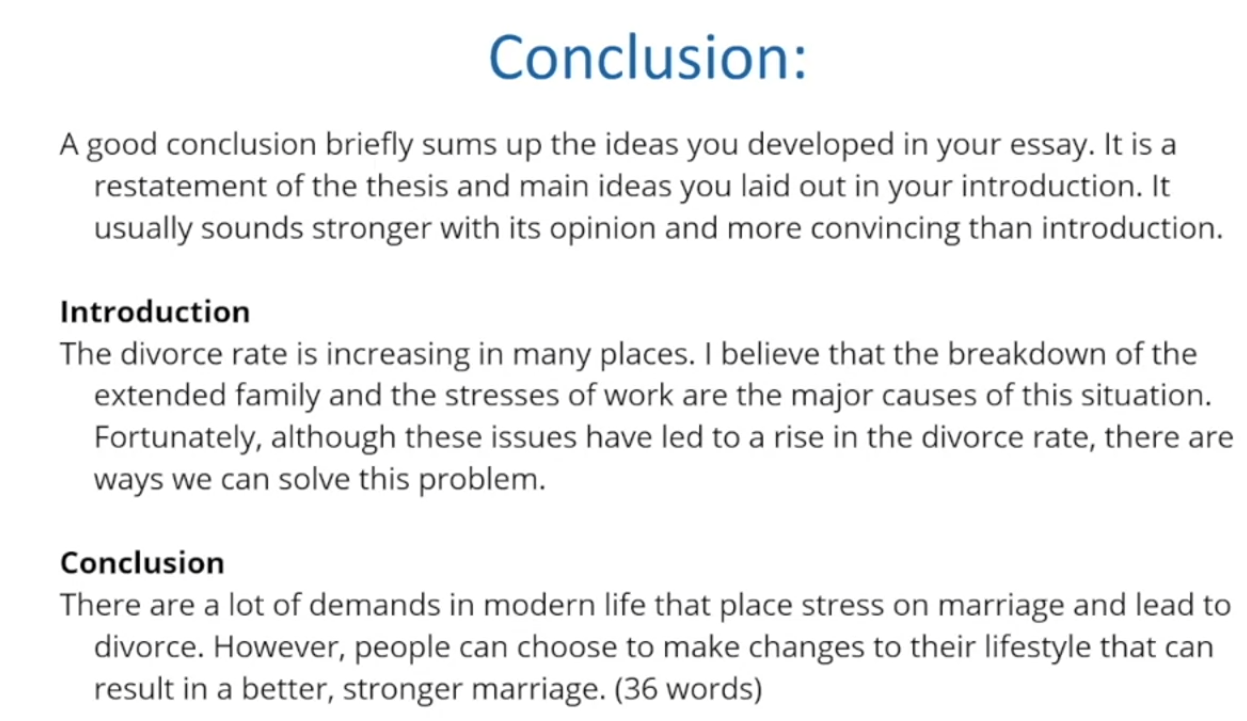 Conclusion:
A good conclusion briefly sums up the ideas you developed in your essay. It is a
restatement of the thesis and main ideas you laid out in your introduction. It
usually sounds stronger with its opinion and more convincing than introduction.
Introduction
The divorce rate is increasing in many places. I believe that the breakdown of the
extended family and the stresses of work are the major causes of this situation.
Fortunately, although these issues have led to a rise in the divorce rate, there are
ways we can solve this problem.
Conclusion
There are a lot of demands in modern life that place stress on marriage and lead to
divorce. However, people can choose to make changes to their lifestyle that can
result in a better, stronger marriage. (36 words)